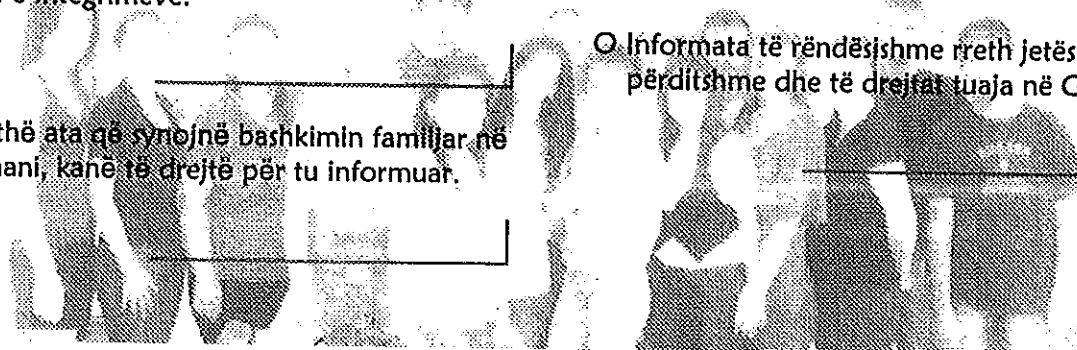 e integrimeve.
thë ata që synojnë bashkimin familjar në
ani, kanë të drejtë për tu informuar.
O Informata të rëndësishme rreth jetës
përditshme dhe të drejtat tuaja në